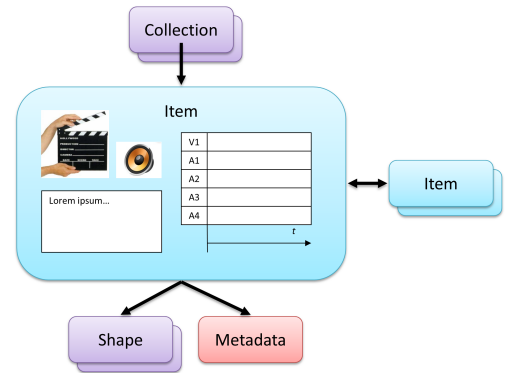 Collection
Item
V1
A1
A2
A3
A4
t
Lorem ipsum...
Item
Shape
Metadata